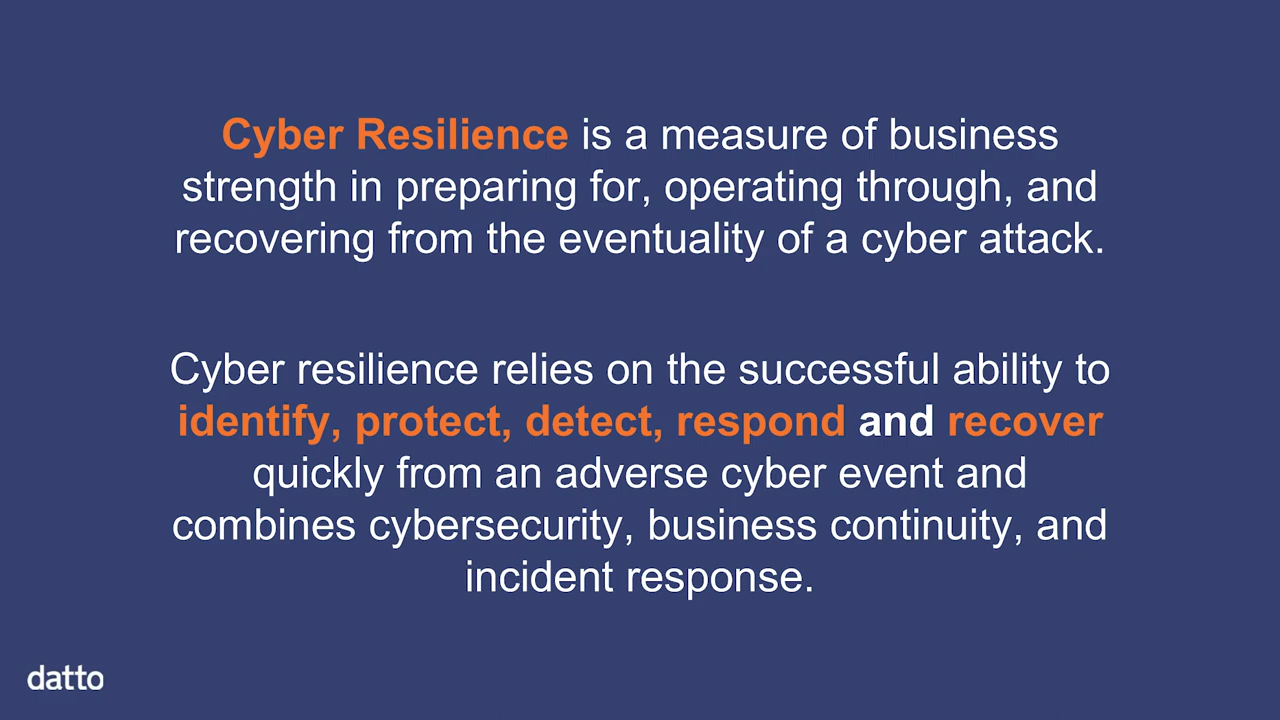 Cyber Resilience is a measure of business
strength in preparing for, operating through, and
recovering from the eventuality of a cyber attack.
Cyber resilience relies on the successful ability to
identify, protect, detect, respond and recover
quickly from an adverse cyber event and
combines cybersecurity, business continuity, and
incident response.
datto